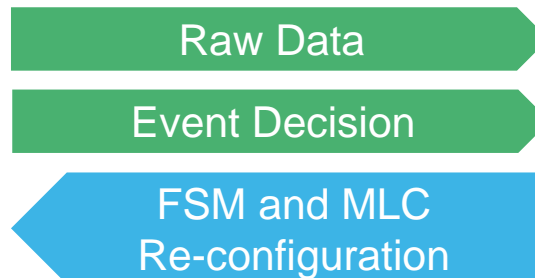 Raw Data
Event Decision
FSM and MLC
Re-configuration